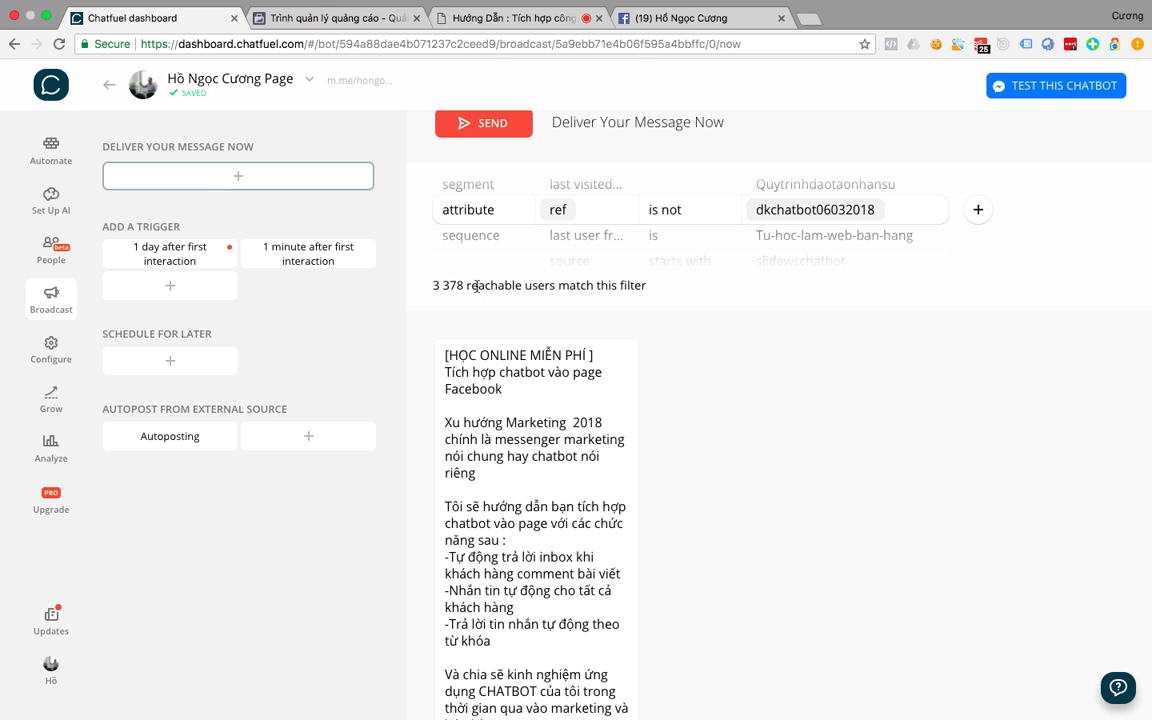 Chatfuel dashboard
Trình quản lý quảng cáo - Quả
Hướng Dẫn : Tích hợp côn
(19) Hồ Ngọc Cương
Cương
Secure
https://dashboard.chatfuel.com/#/bot/594a88dae4b071237c2ceed9/broadcast/5a9ebb71e4b06f595a4bbffc/0/now
25
Hồ Ngọc Cương Page
m.me/hongo...
SAVED
TEST THIS CHATBOT
Automate
Set Up AI
beta
People
Broadcast
Configure
Grow
Analyze
PRO
Upgrade
Updates
Hồ
DELIVER YOUR MESSAGE NOW
ADD A TRIGGER
1 day after first
interaction
1 minute after first
interaction
SCHEDULE FOR LATER
AUTOPOST FROM EXTERNAL SOURCE
Autoposting
SEND
Deliver Your Message Now
segment last visited... Quytrinhdaotaonhansu
attribute ref is not dkchatbot06032018
sequence last user fr... is Tu-hoc-lam-web-ban-hang
source starts with slidewschatbot
3 378 reachable users match this filter
[HỌC ONLINE MIỄN PHÍ ]
Tích hợp chatbot vào page
Facebook
Xu hướng Marketing 2018
chính là messenger marketing
nói chung hay chatbot nói
riêng
Tôi sẽ hướng dẫn bạn tích hợp
chatbot vào page với các chức
năng sau :
-Tự động trả lời inbox khi
khách hàng comment bài viết
-Nhắn tin tự động cho tất cả
khách hàng
-Trả lời tin nhắn tự động theo
từ khóa
Và chia sẽ kinh nghiệm ứng
dụng CHATBOT của tôi trong
thời gian qua vào marketing và